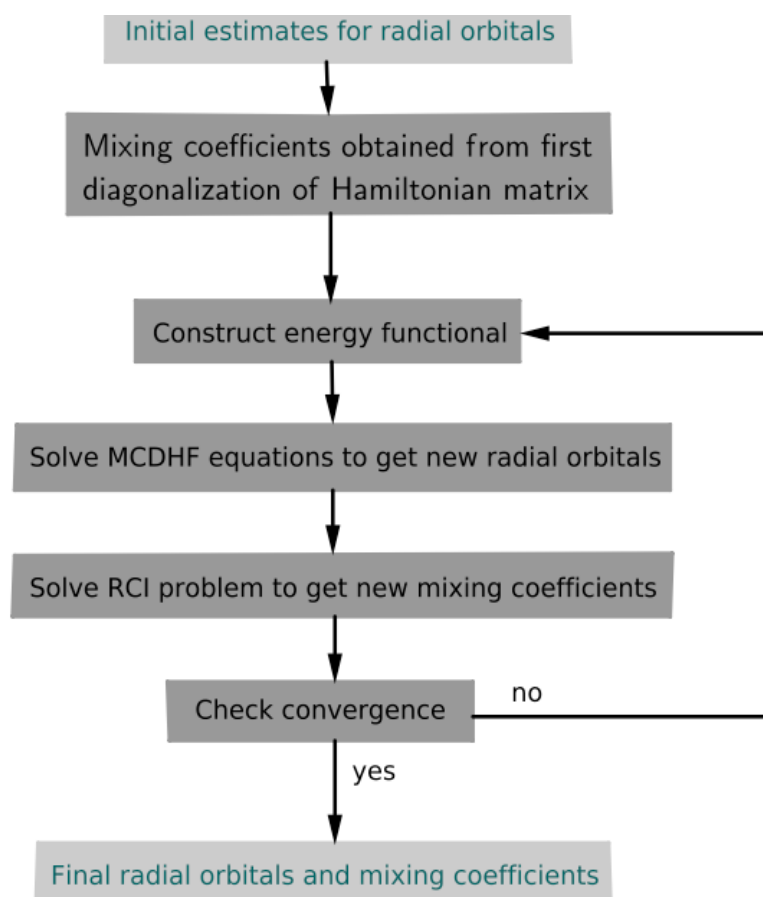 Initial estimates for radial orbitals
Mixing coefficients obtained from first
diagonalization of Hamiltonian matrix
Construct energy functional
Solve MCDHF equations to get new radial orbitals
Solve RCI problem to get new mixing coefficients
Check convergence
no
yes
Final radial orbitals and mixing coefficients